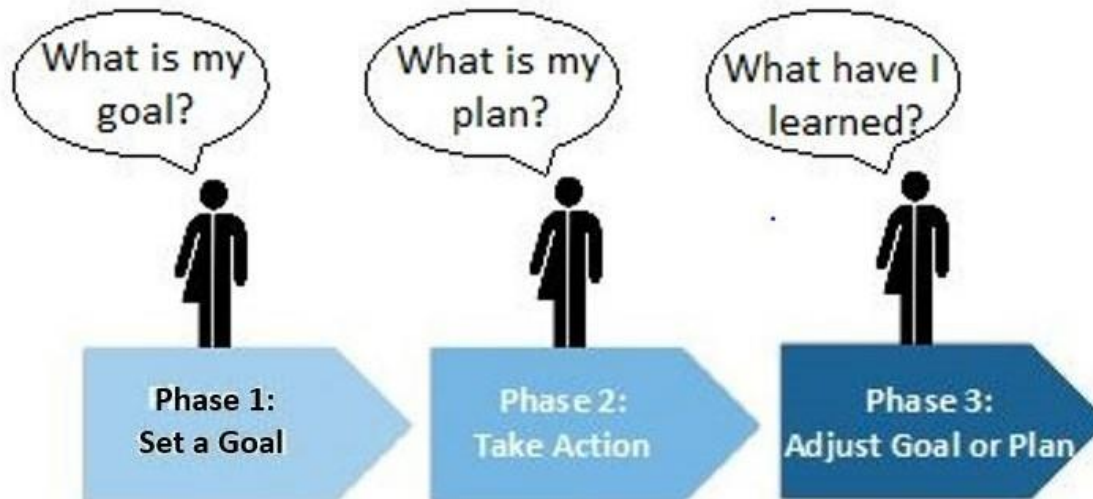 What is my
goal?
What is my
plan?
What have I
learned?
Phase 1:
Set a Goal
Phase 2:
Take Action
Phase 3:
Adjust Goal or Plan